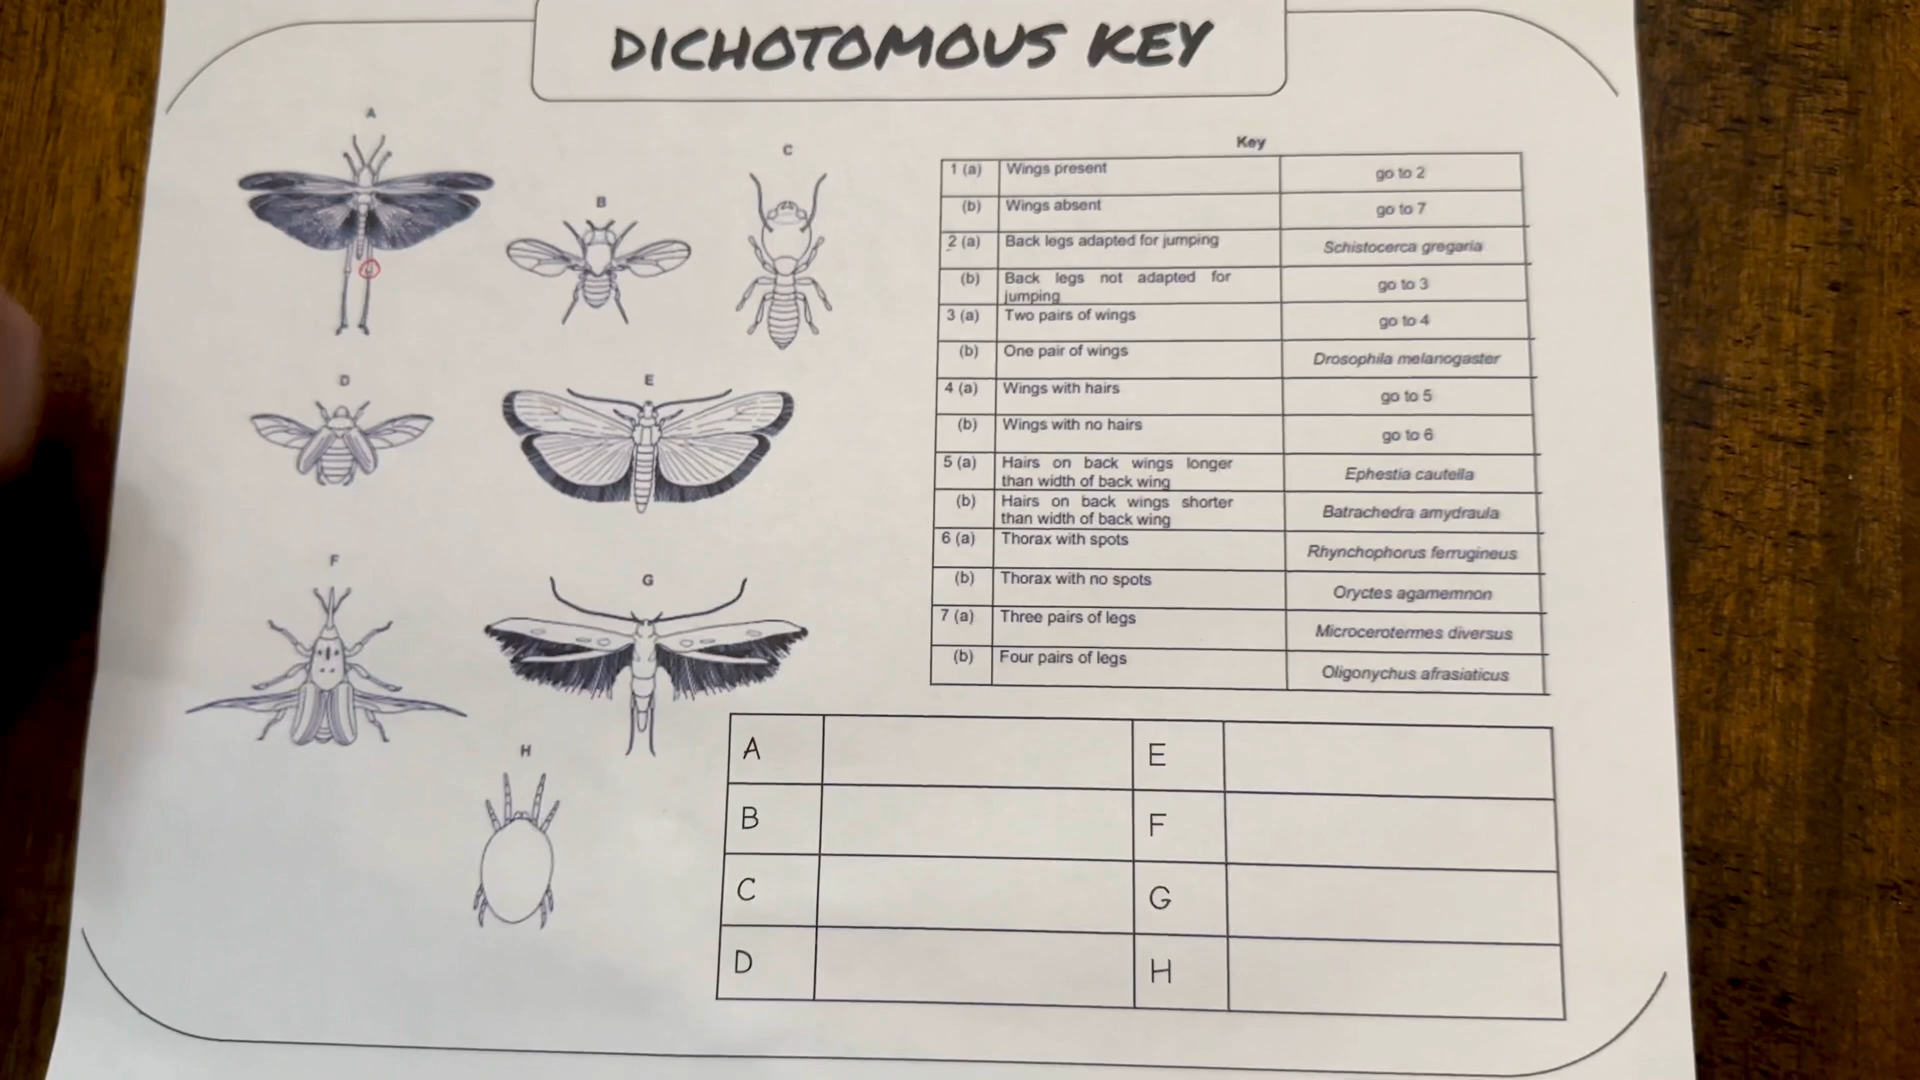 DICHOTOMOUS KEY
A
B
C
D
E
F
G
H
Key
1 (a) Wings present go to 2
(b) Wings absent go to 7
2 (a) Back legs adapted for jumping Schistocerca gregaria
(b) Back legs not adapted for
jumping go to 3
3 (a) Two pairs of wings go to 4
(b) One pair of wings Drosophila melanogaster
4 (a) Wings with hairs go to 5
(b) Wings with no hairs go to 6
5 (a) Hairs on back wings longer
than width of back wing Ephestia cautella
(b) Hairs on back wings shorter
than width of back wing Batrachedra amydraula
6 (a) Thorax with spots Rhynchophorus ferrugineus
(b) Thorax with no spots Oryctes agamemnon
7 (a) Three pairs of legs Microcerotermes diversus
(b) Four pairs of legs Oligonychus afrasiaticus
A E
B F
C G
D H